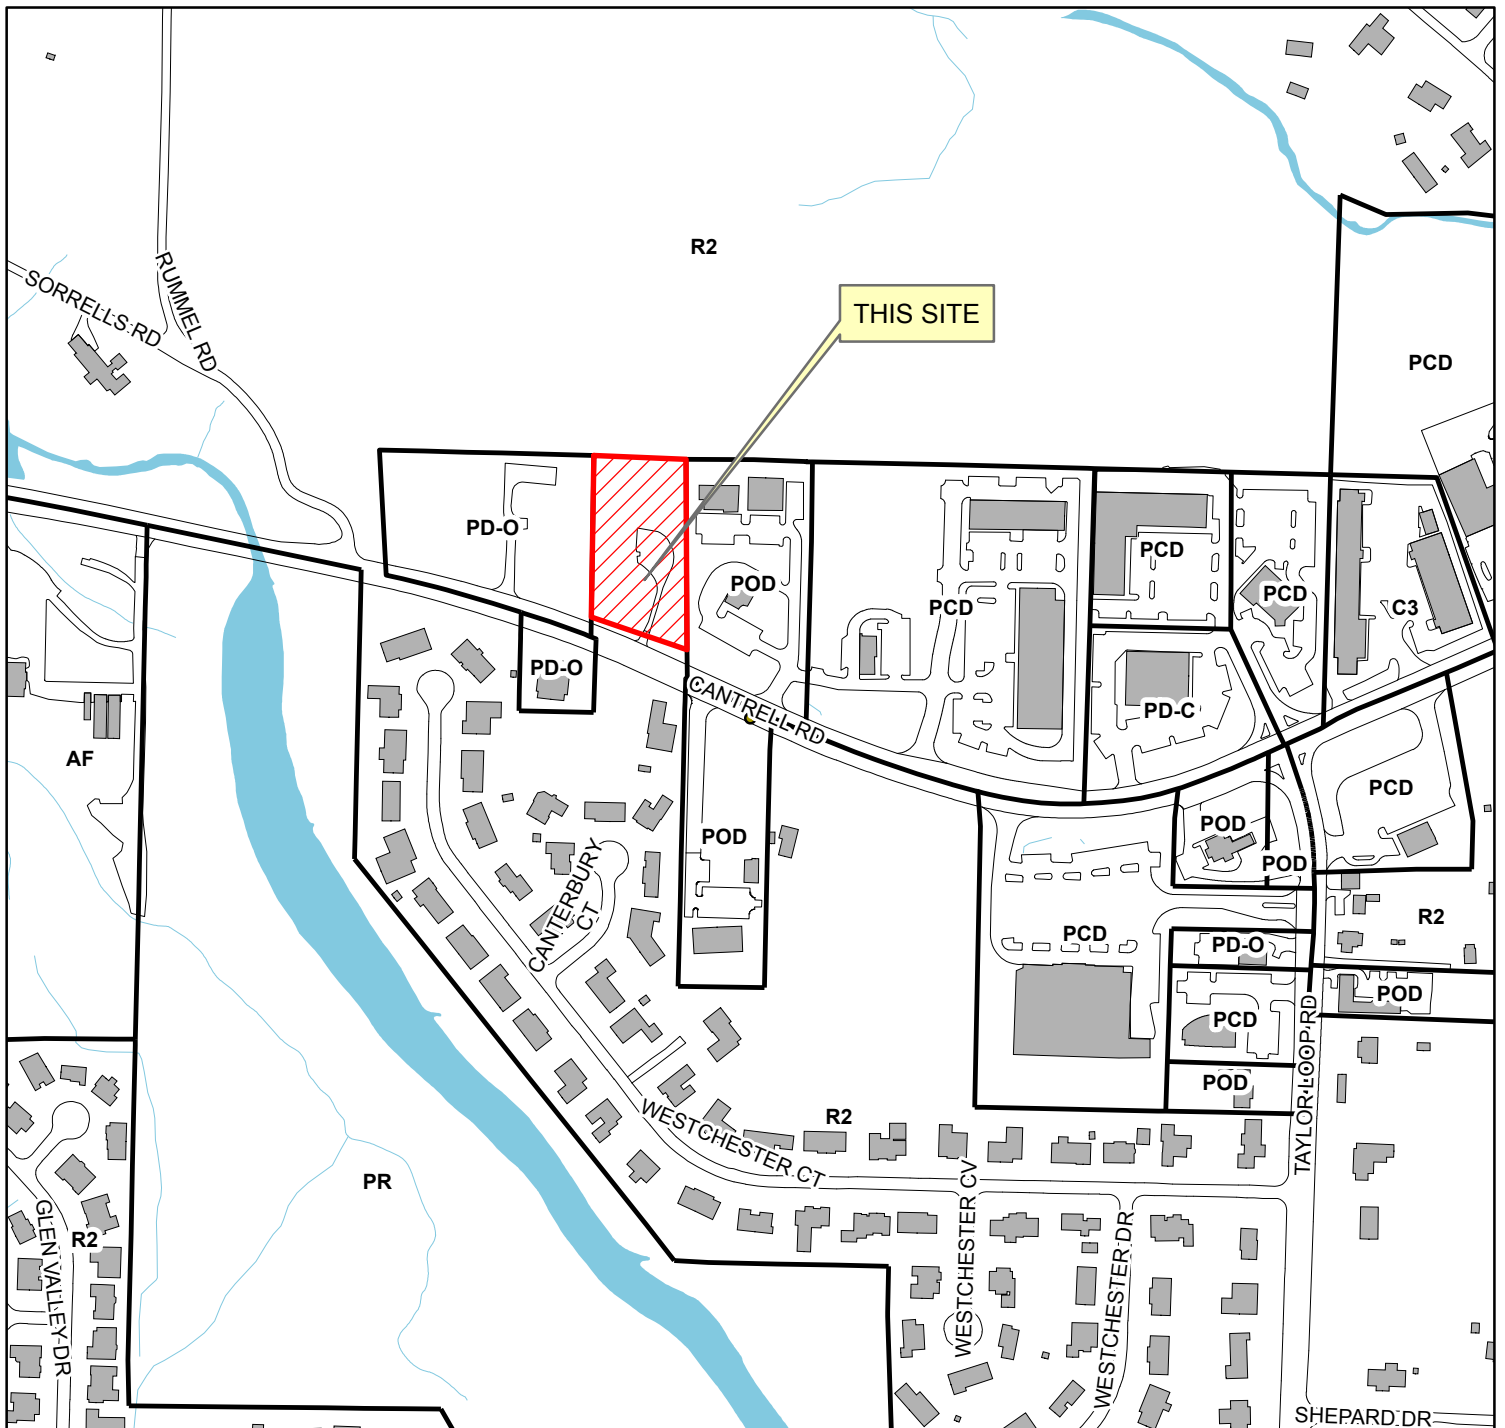 R2
SORRELLS RD
RUMMEL RD
THIS SITE
PCD
PD-O
POD
PCD
PCD
PCD
C3
PD-O
CANTRELL RD
PD-C
AF
PCD
POD
POD
POD
CANTERBURY
CT
PCD
R2
PD-O
POD
PCD
TAYLOR LOOP RD
POD
WESTCHESTER CT
R2
PR
GLEN VALLEY DR
R2
WESTCHESTER CV
WESTCHESTER DR
SHEPARD DR